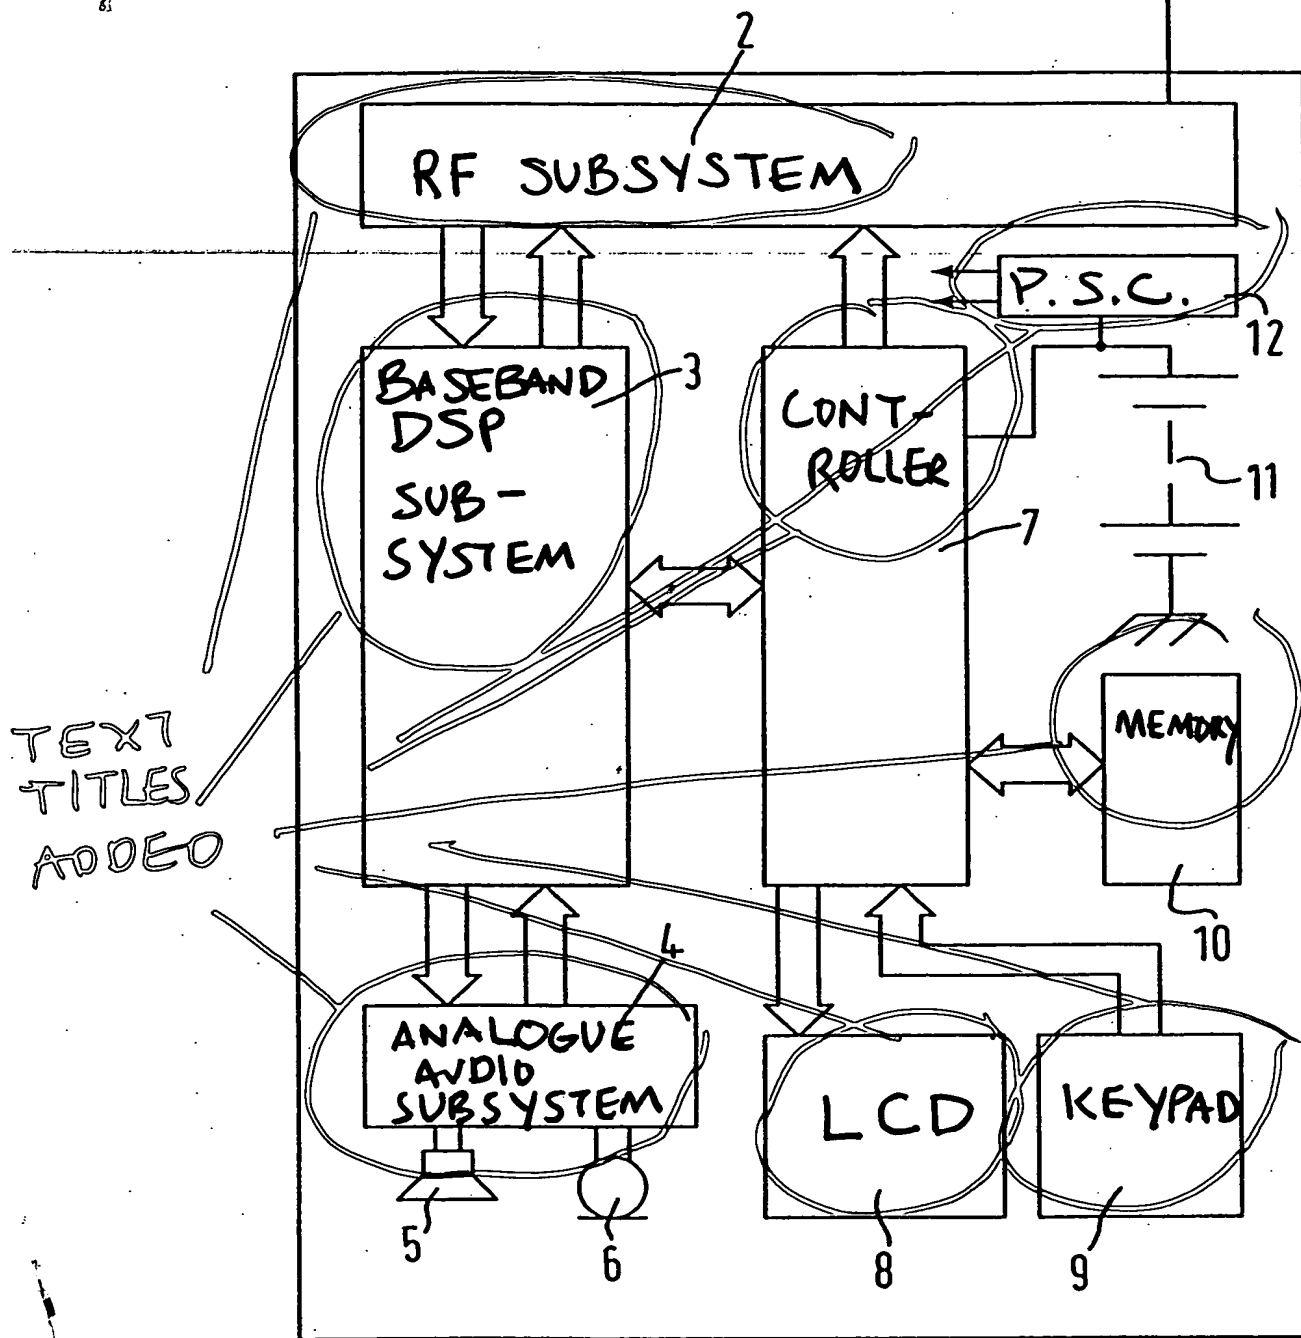 2
RF SUBSYSTEM
P.S.C.
12
BASEBAND
DSP
SUB-
SYSTEM
3
CONT-
ROLLER
11
7
MEMORY
TEXT
TITLES
ADDED
10
4
ANALOGUE
AUDIO
SUBSYSTEM
LCD
KEYPAD
5
6
8
9